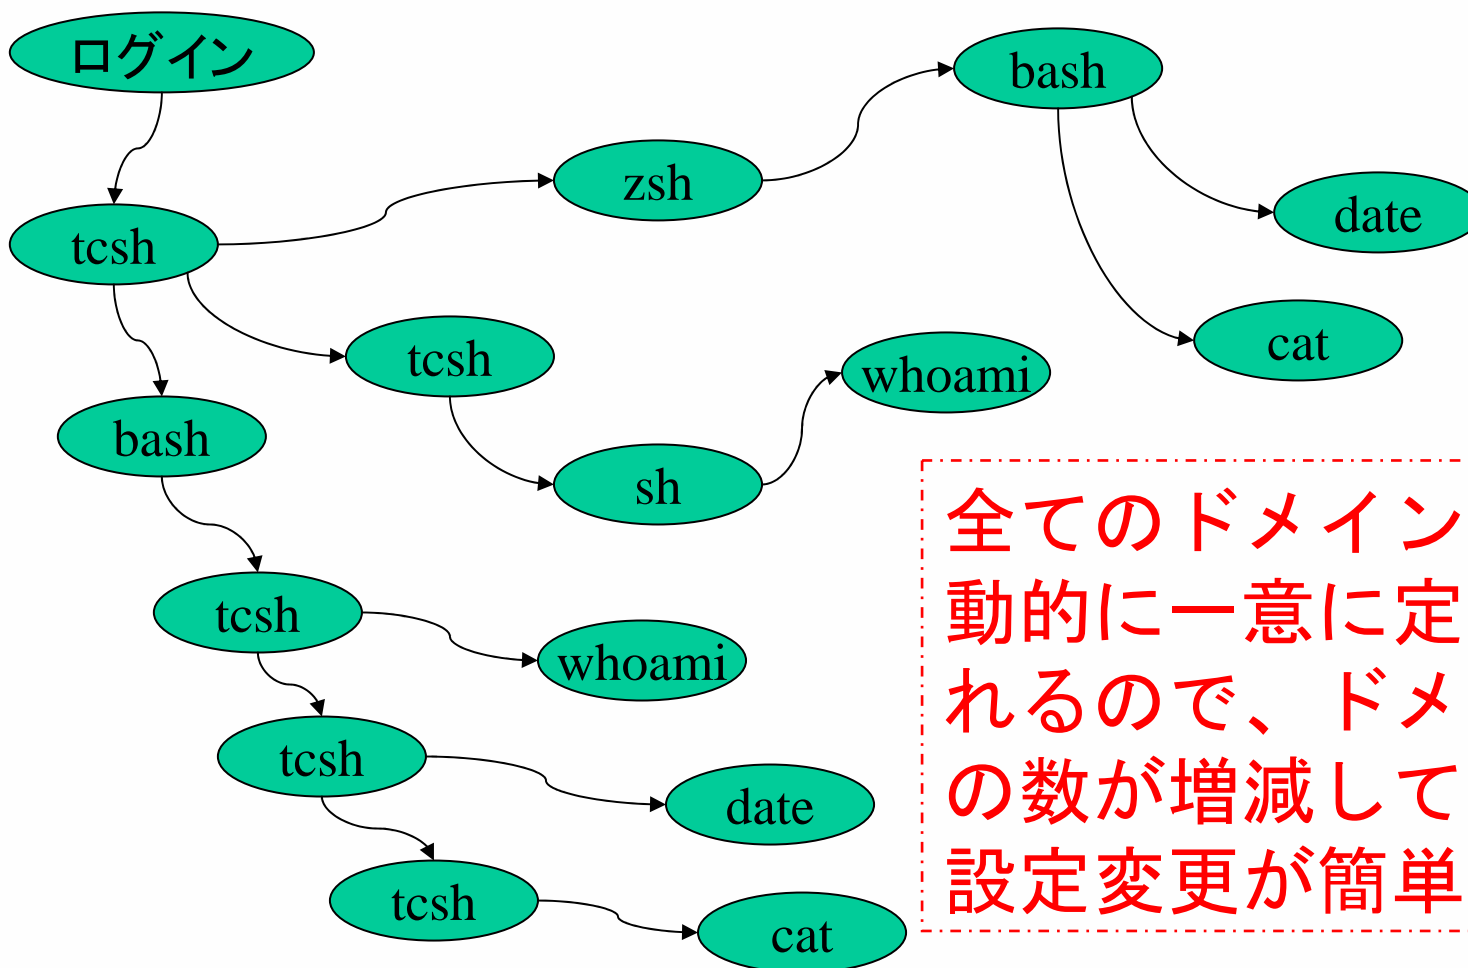 ログイン
bash
zsh
date
tcsh
cat
tcsh
whoami
bash
sh
全てのドメイン
動的に一意に定
れるので、ドメ
の数が増減して
設定変更が簡単
tcsh
whoami
tcsh
date
tcsh
cat